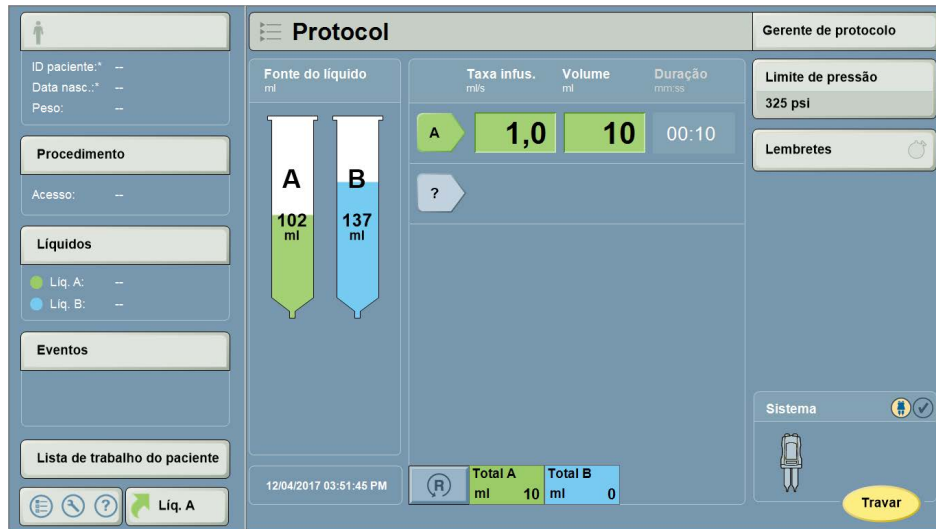 Protocol
Gerente de protocolo
ID paciente:* --
Data nasc.:* --
Peso: --
Procedimento
Acesso: --
Líquidos
Líq. A: --
Líq. B: --
Eventos
Lista de trabalho do paciente
?
Líq. A
Fonte do líquido
ml
A
B
102
ml
137
ml
12/04/2017 03:51:45 PM
Taxa infus.
ml/s
Volume
ml
Duração
mm:ss
A
1,0
10
00:10
?
R
Total A
ml 10
Total B
ml 0
Limite de pressão
325 psi
Lembretes
Sistema
Travar